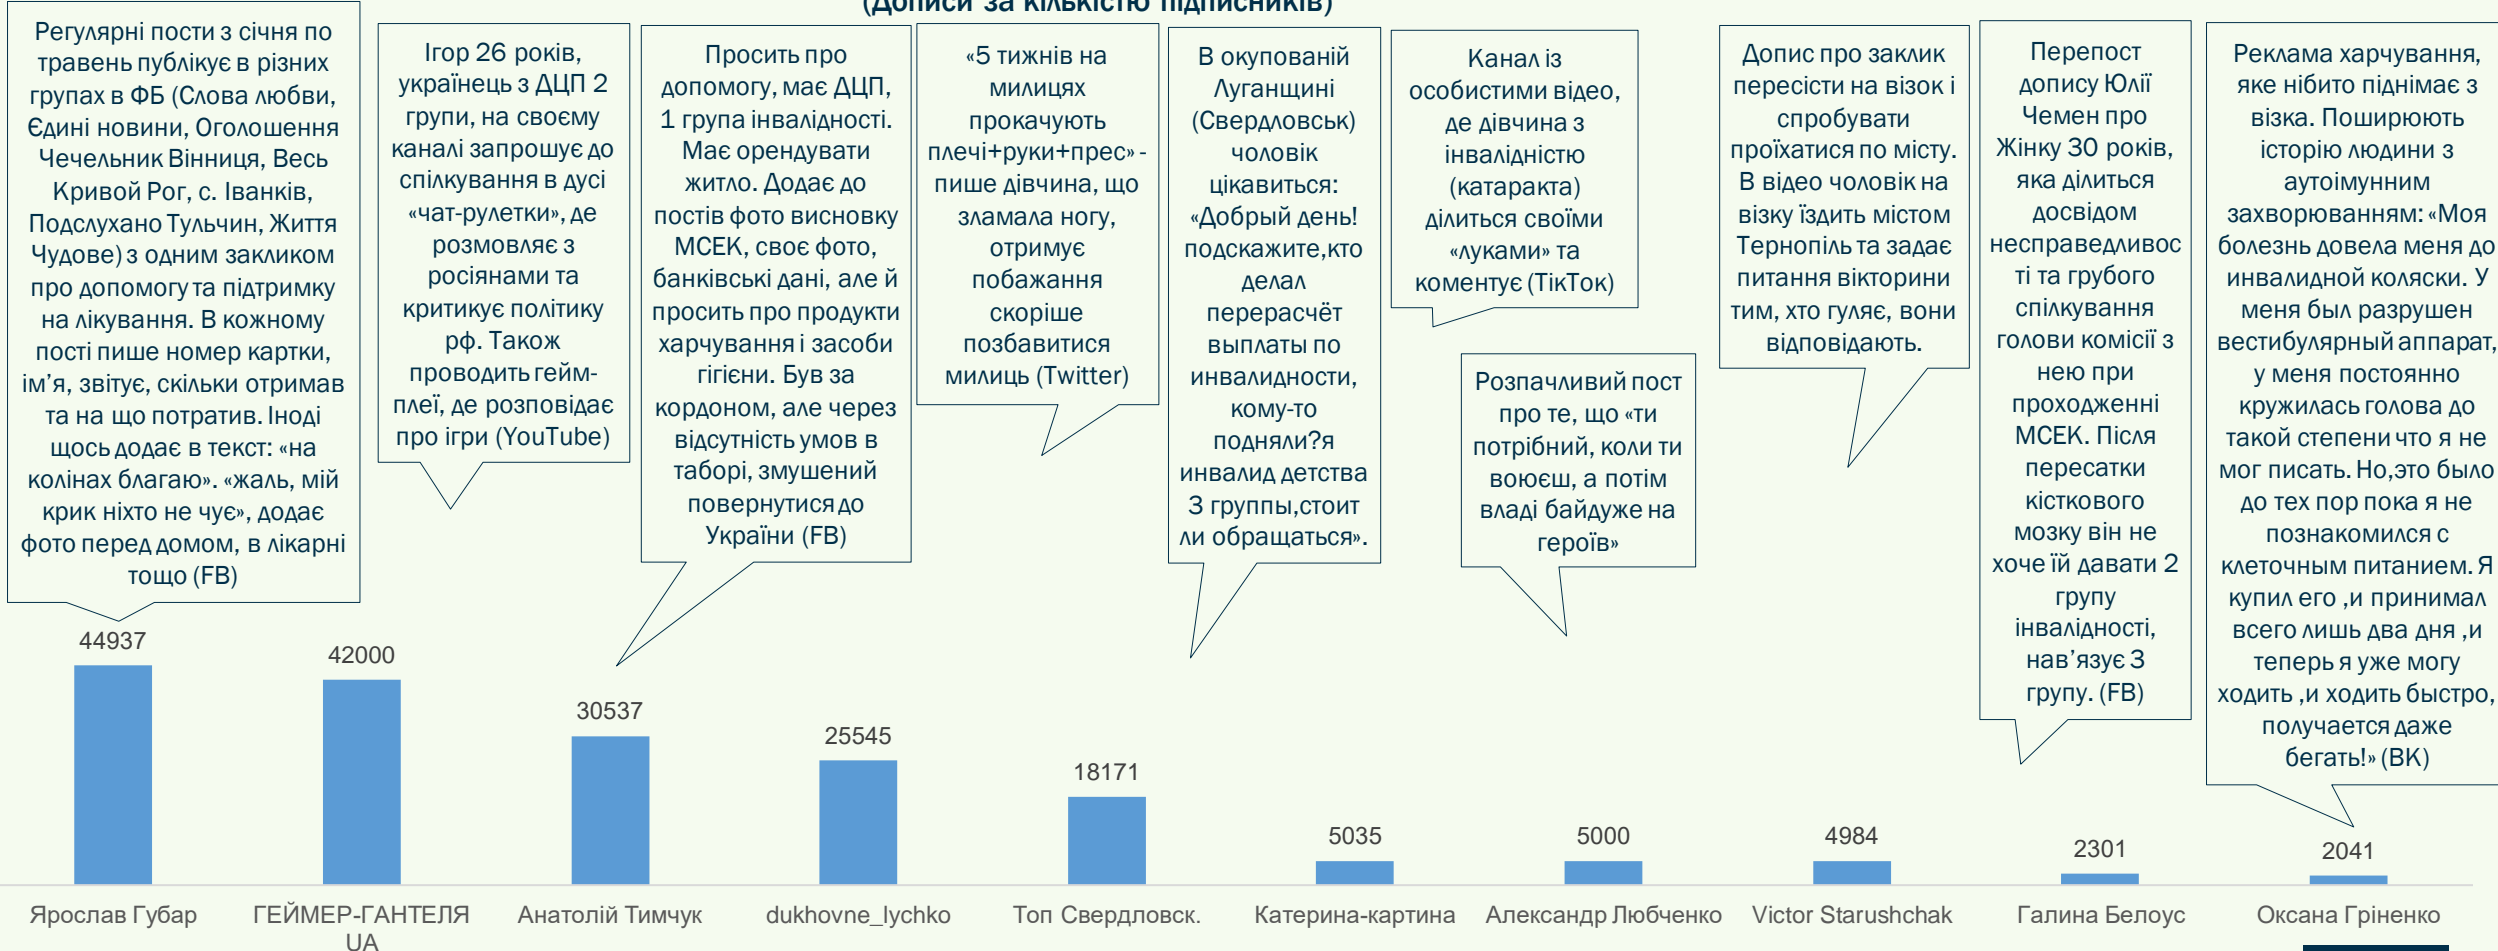 (Дописи за кількістю підписників)
Регулярні пости з січня по
травень публікує в різних
групах в ФБ (Слова любви,
Єдині новини, Оголошення
Чечельник Вінниця, Весь
Кривой Рог, с. Іванків,
Подслухано Тульчин, Життя
Чудове) з одним закликом
про допомогу та підтримку
на лікування. В кожному
пості пише номер картки,
ім’я, звітує, скільки отримав
та на що потратив. Іноді
щось додає в текст: «на
колінах благаю». «жаль, мій
крик ніхто не чує», додає
фото перед домом, в лікарні
тощо (FB)
Ігор 26 років,
українець з ДЦП 2
групи, на своєму
каналі запрошує до
спілкування в дусі
«чат-рулетки», де
розмовляє з
росіянами та
критикує політику
рф. Також
проводить гейм-
плеї, де розповідає
про ігри (YouTube)
Просить про
допомогу, має ДЦП,
1 група інвалідності.
Має орендувати
житло. Додає до
постів фото висновку
МСЕК, своє фото,
банківські дані, але й
просить про продукти
харчування і засоби
гігієни. Був за
кордоном, але через
відсутність умов в
таборі, змушений
повернутися до
України (FB)
«5 тижнів на
милицях
прокачують
плечі+руки+прес» -
пише дівчина, що
зламала ногу,
отримує
побажання
скоріше
позбавитися
милиць (Twitter)
В окупованій
Луганщині
(Свердловськ)
чоловік
цікавиться:
«Добрый день!
подскажите,кто
делал
перерасчёт
выплаты по
инвалидности,
кому-то
подняли?я
инвалид детства
3 группы,стоит
ли обращаться».
Канал із
особистими відео,
де дівчина з
інвалідністю
(катаракта)
ділиться своїми
«луками» та
коментує (ТікТок)
Розпачливий пост
про те, що «ти
потрібний, коли ти
воюєш, а потім
владі байдуже на
героїв»
Допис про заклик
пересісти на візок і
спробувати
проїхатися по місту.
В відео чоловік на
візку їздить містом
Тернопіль та задає
питання вікторини
тим, хто гуляє, вони
відповідають.
Перепост
допису Юлії
Чемен про
Жінку 30 років,
яка ділиться
досвідом
несправедливос
ті та грубого
спілкування
голови комісії з
нею при
проходженні
МСЕК. Після
пересатки
кісткового
мозку він не
хоче їй давати 2
групу
інвалідності,
нав’язує 3
групу. (FB)
Реклама харчування,
яке нібито піднімає з
візка. Поширюють
історію людини з
аутоімунним
захворюванням: «Моя
болезнь довела меня до
инвалидной коляски. У
меня был разрушен
вестибулярный аппарат,
у меня постоянно
кружилась голова до
такой степени что я не
мог писать. Но,это было
до тех пор пока я не
познакомился с
клеточным питанием. Я
купил его ,и принимал
всего лишь два дня ,и
теперь я уже могу
ходить ,и ходить быстро,
получается даже
бегать!» (ВК)
44937
42000
30537
25545
18171
5035
5000
4984
2301
2041
Ярослав Губар
ГЕЙМЕР-ГАНТЕЛЯ
UA
Анатолій Тимчук
dukhovne_lychko
Топ Свердловск.
Катерина-картина
Александр Любченко
Victor Starushchak
Галина Белоус
Оксана Гріненко